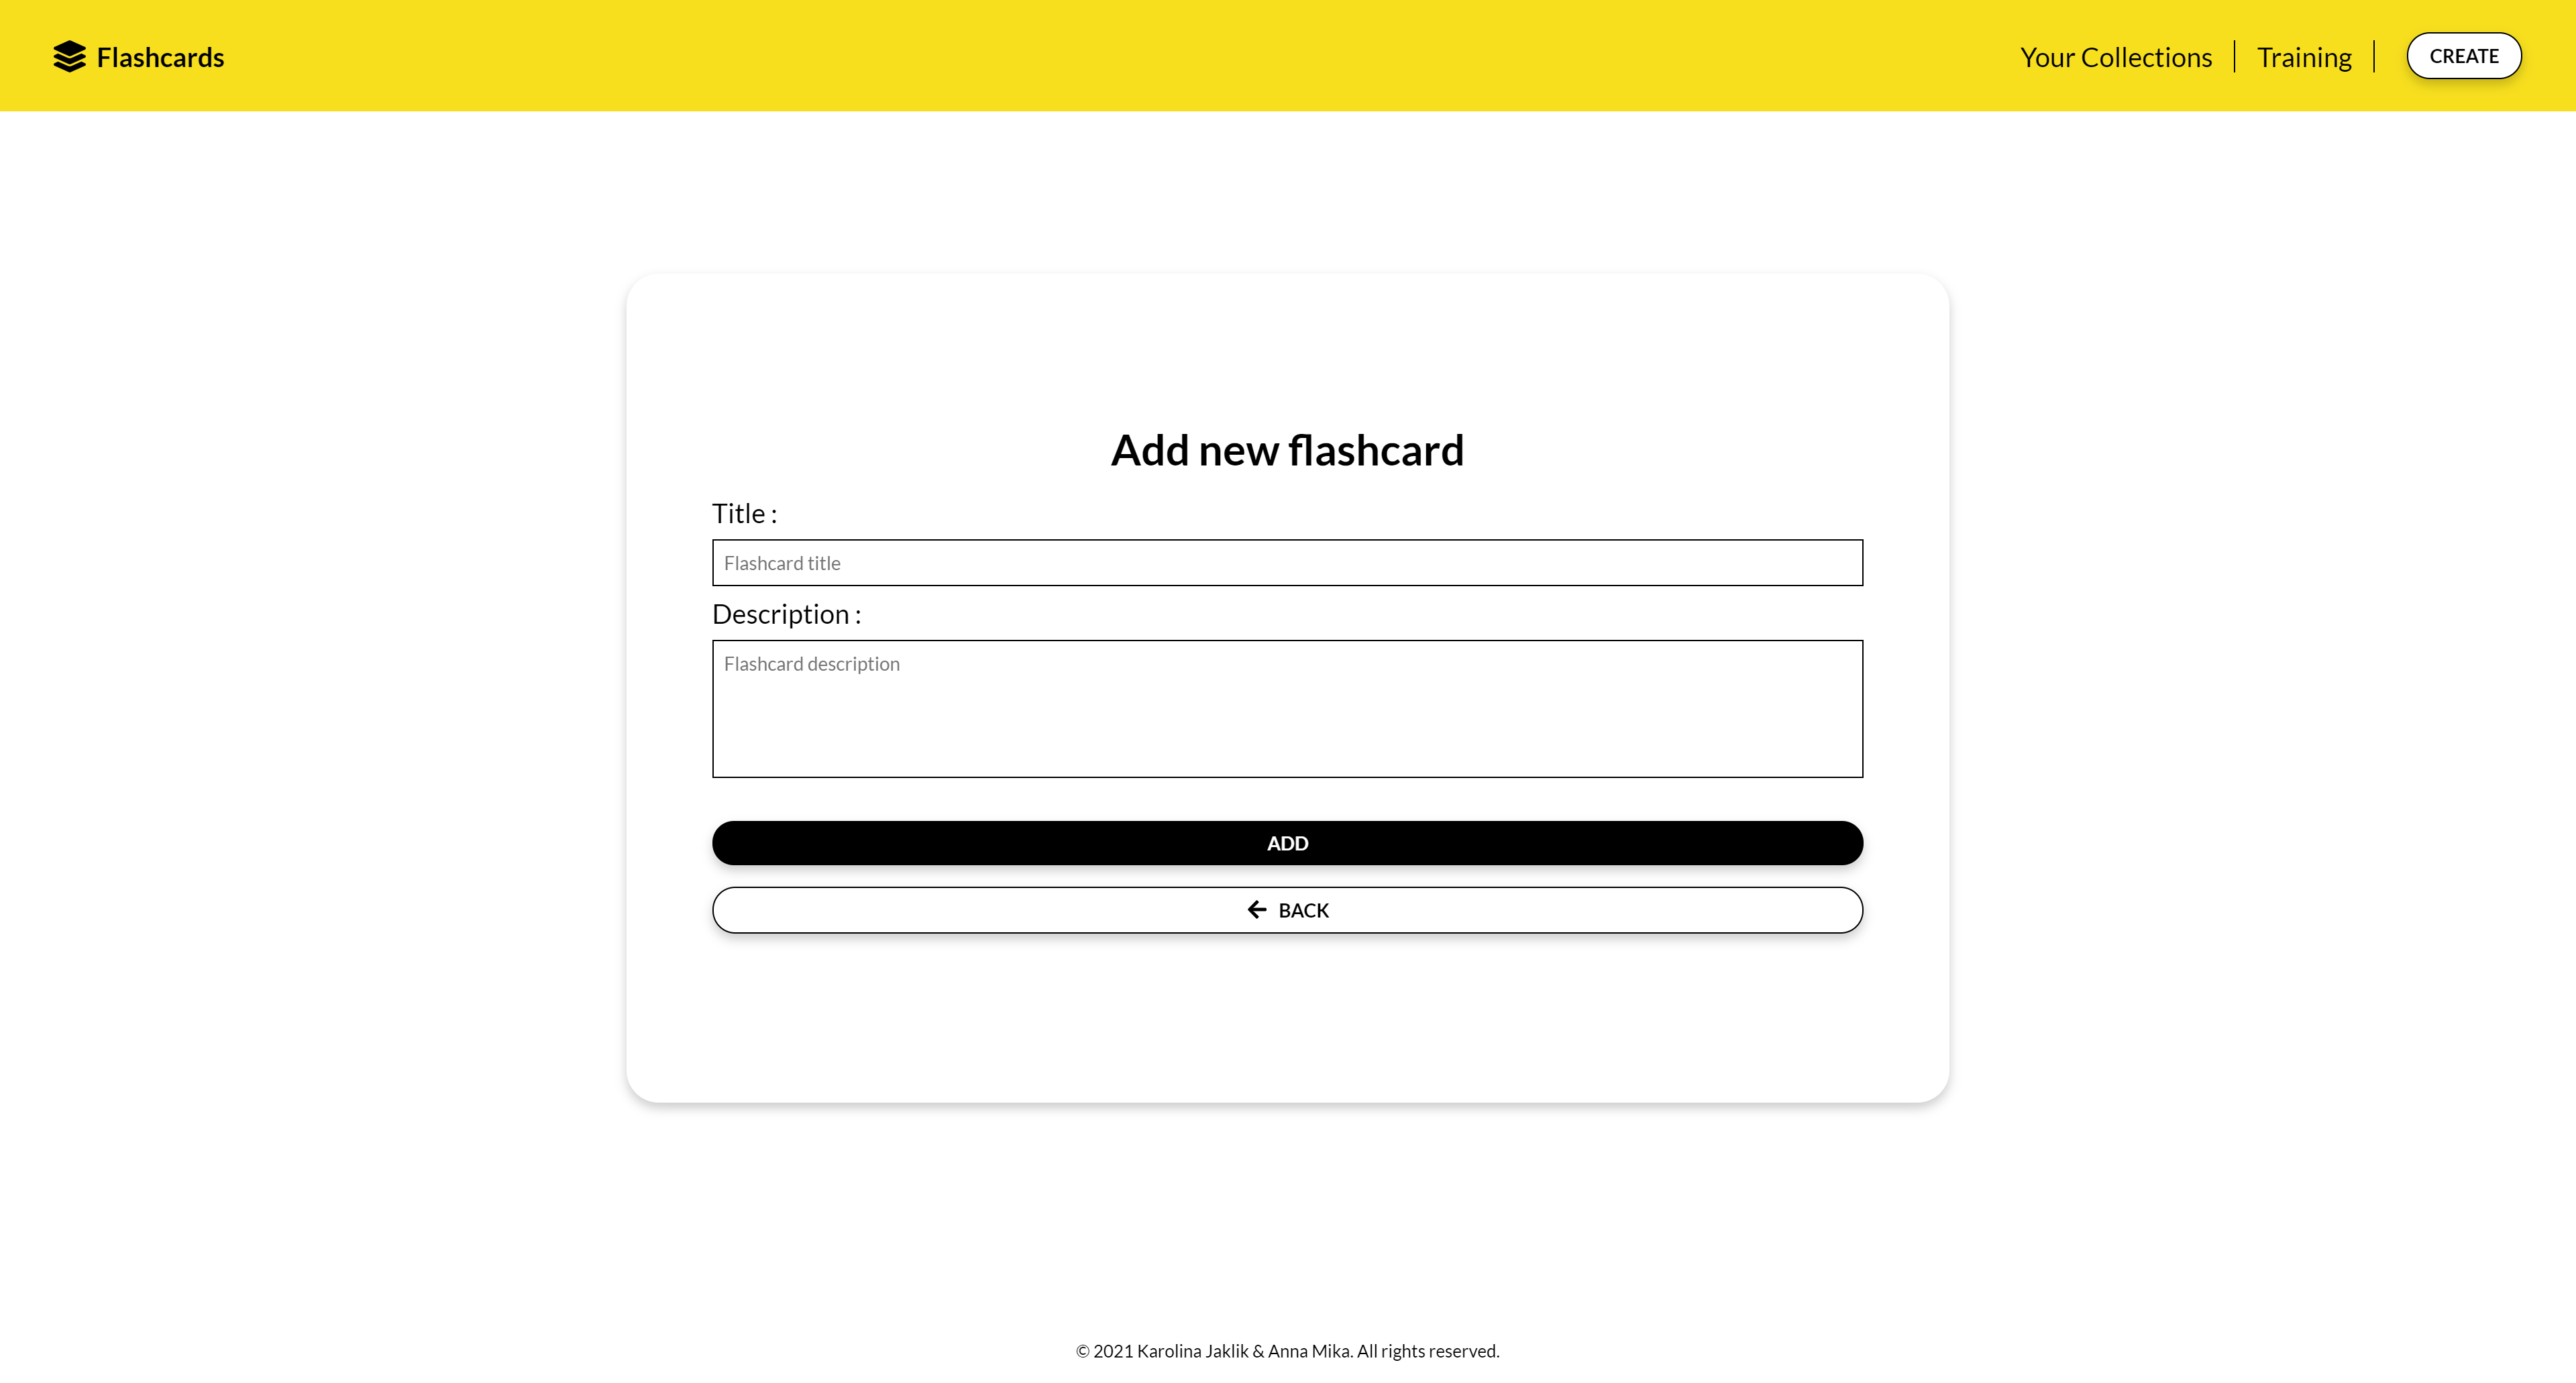 Flashcards
Your Collections
Training
CREATE
Add new flashcard
Title :
Flashcard title
Description :
Flashcard description
ADD
BACK
© 2021 Karolina Jaklik & Anna Mika. All rights reserved.